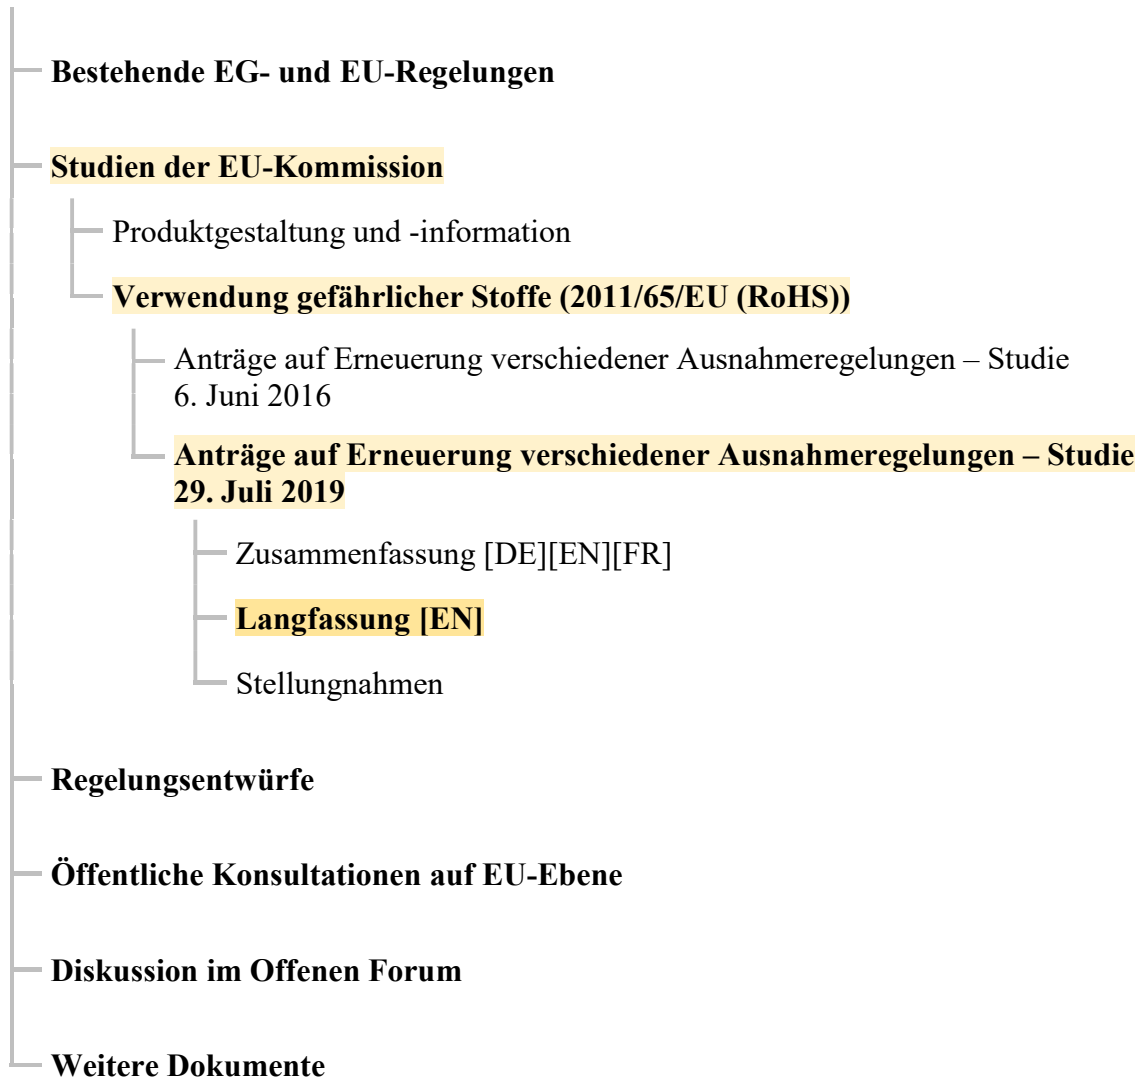 Bestehende EG- und EU-Regelungen
Studien der EU-Kommission
Produktgestaltung und -information
Verwendung gefährlicher Stoffe (2011/65/EU (RoHS))
Anträge auf Erneuerung verschiedener Ausnahmeregelungen – Studie
6. Juni 2016
Anträge auf Erneuerung verschiedener Ausnahmeregelungen – Studie
29. Juli 2019
Zusammenfassung [DE][EN][FR]
Langfassung [EN]
Stellungnahmen
Regelungsentwürfe
Öffentliche Konsultationen auf EU-Ebene
Diskussion im Offenen Forum
Weitere Dokumente